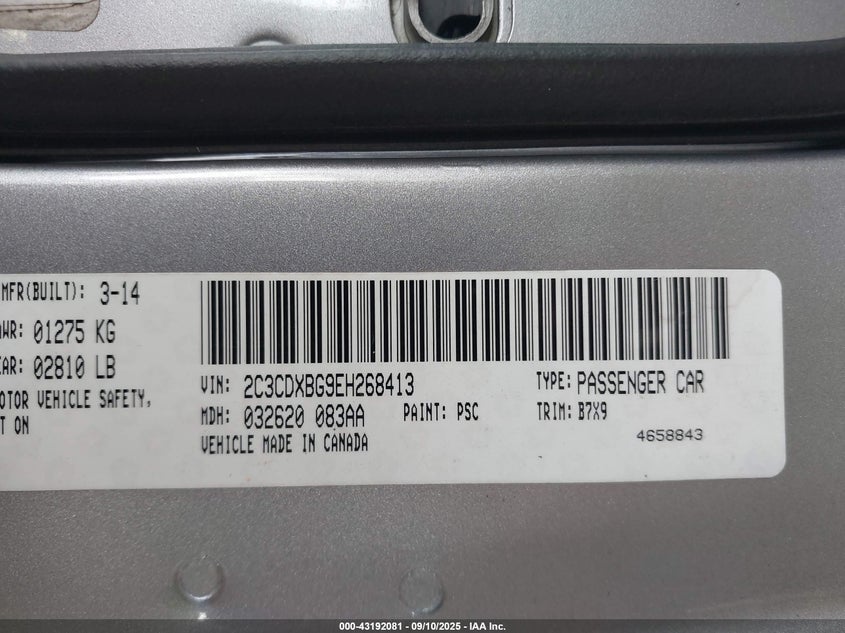 MFR(BUILT): 3-14
WR: 01275 KG
EAR: 02810 LB
OTOR VEHICLE SAFETY,
T ON
VIN: 2C3CDXBG9EH268413
TYPE: PASSENGER CAR
MDH: 032620 083AA
PAINT: PSC
TRIM: B7X9
VEHICLE MADE IN CANADA
4658843
000-43192081 - 09/10/2025 - IAA Inc.